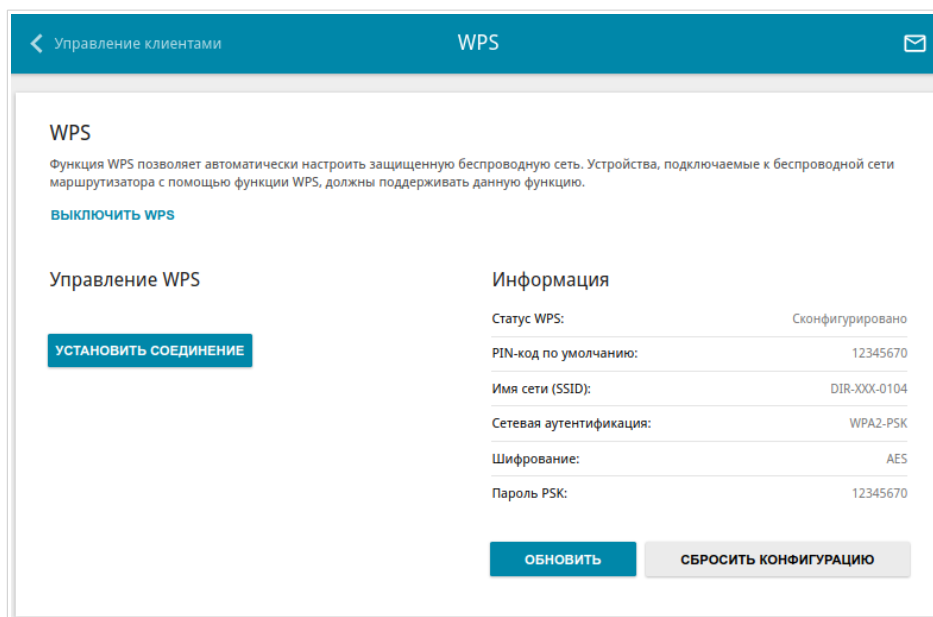 Управление клиентами
WPS
WPS
Функция WPS позволяет автоматически настроить защищенную беспроводную сеть. Устройства, подключаемые к беспроводной сети
маршрутизатора с помощью функции WPS, должны поддерживать данную функцию.
ВЫКЛЮЧИТЬ WPS
Управление WPS
УСТАНОВИТЬ СОЕДИНЕНИЕ
Информация
Статус WPS: Сконфигурировано
PIN-код по умолчанию: 12345670
Имя сети (SSID): DIR-XXX-0104
Сетевая аутентификация: WPA2-PSK
Шифрование: AES
Пароль PSK: 12345670
ОБНОВИТЬ
СБРОСИТЬ КОНФИГУРАЦИЮ